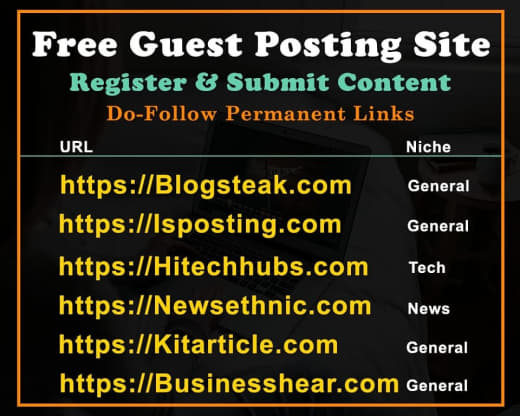 Free Guest Posting Site
Register & Submit Content
Do-Follow Permanent Links
URL Niche
https://Blogsteak.com General
https://Isposting.com General
https://Hitechhubs.com Tech
https://Newsethnic.com News
https://Kitarticle.com General
https://Businesshear.com General